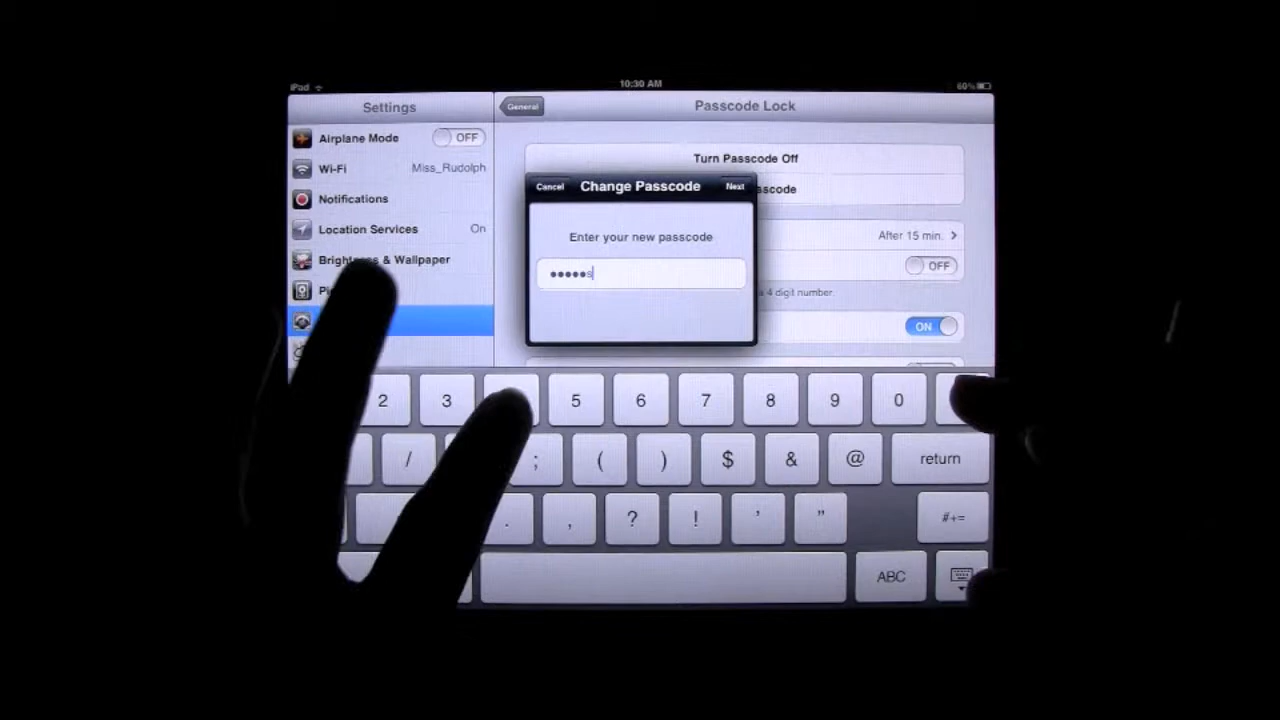 iPad 10:30 AM 60%
Settings
General
Passcode Lock
Airplane Mode OFF
Wi-Fi Miss_Rudolph
Notifications
Location Services On
Brightness & Wallpaper
Turn Passcode Off
After 15 min.
OFF
a 4 digit number.
ON
Cancel Change Passcode Next
Enter your new passcode
●●●●●s
2 3 5 6 7 8 9 0
/ ; ( ) $ & @ return
. , ? ! ' " #+=
ABC